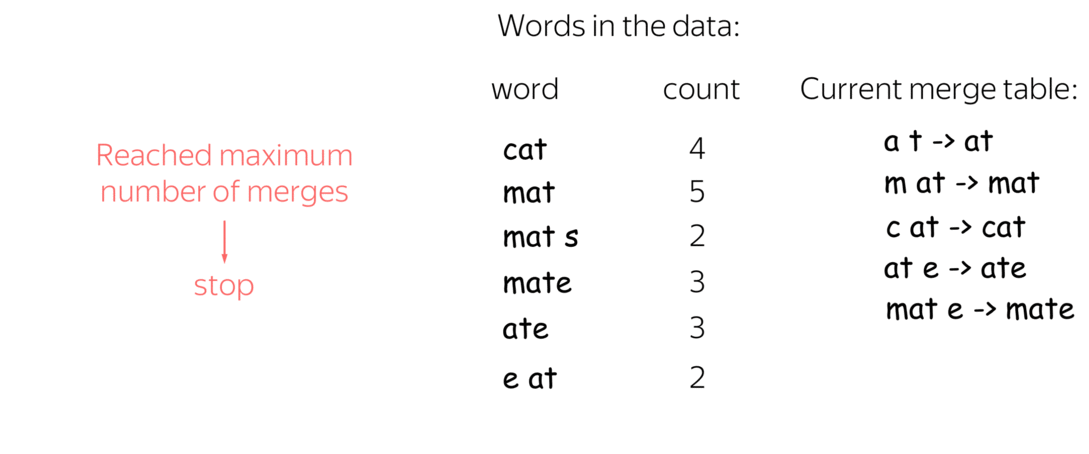 Words in the data:
word count Current merge table:
Reached maximum
number of merges
stop
cat 4
mat 5
mat s 2
mate 3
ate 3
e at 2
a t -> at
m at -> mat
c at -> cat
at e -> ate
mat e -> mate